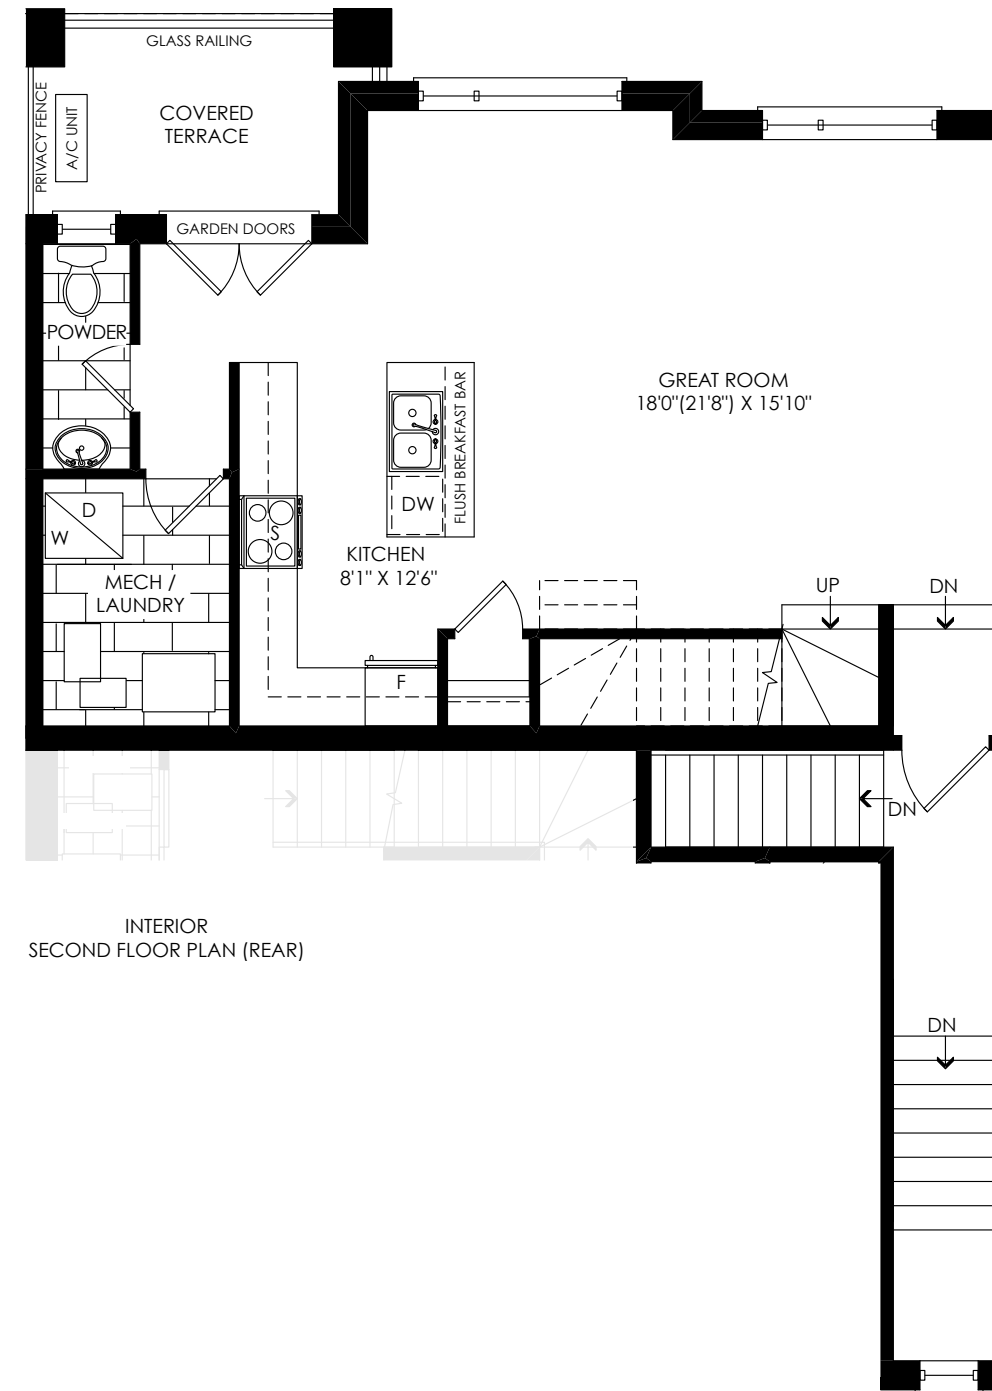 GLASS RAILING
PRIVACY FENCE
A/C UNIT
COVERED
TERRACE
GARDEN DOORS
POWDER
GREAT ROOM
18'0"(21'8") X 15'10"
FLUSH BREAKFAST BAR
DW
D
W
S
KITCHEN
8'1" X 12'6"
MECH /
LAUNDRY
UP
DN
F
DN
INTERIOR
SECOND FLOOR PLAN (REAR)
DN